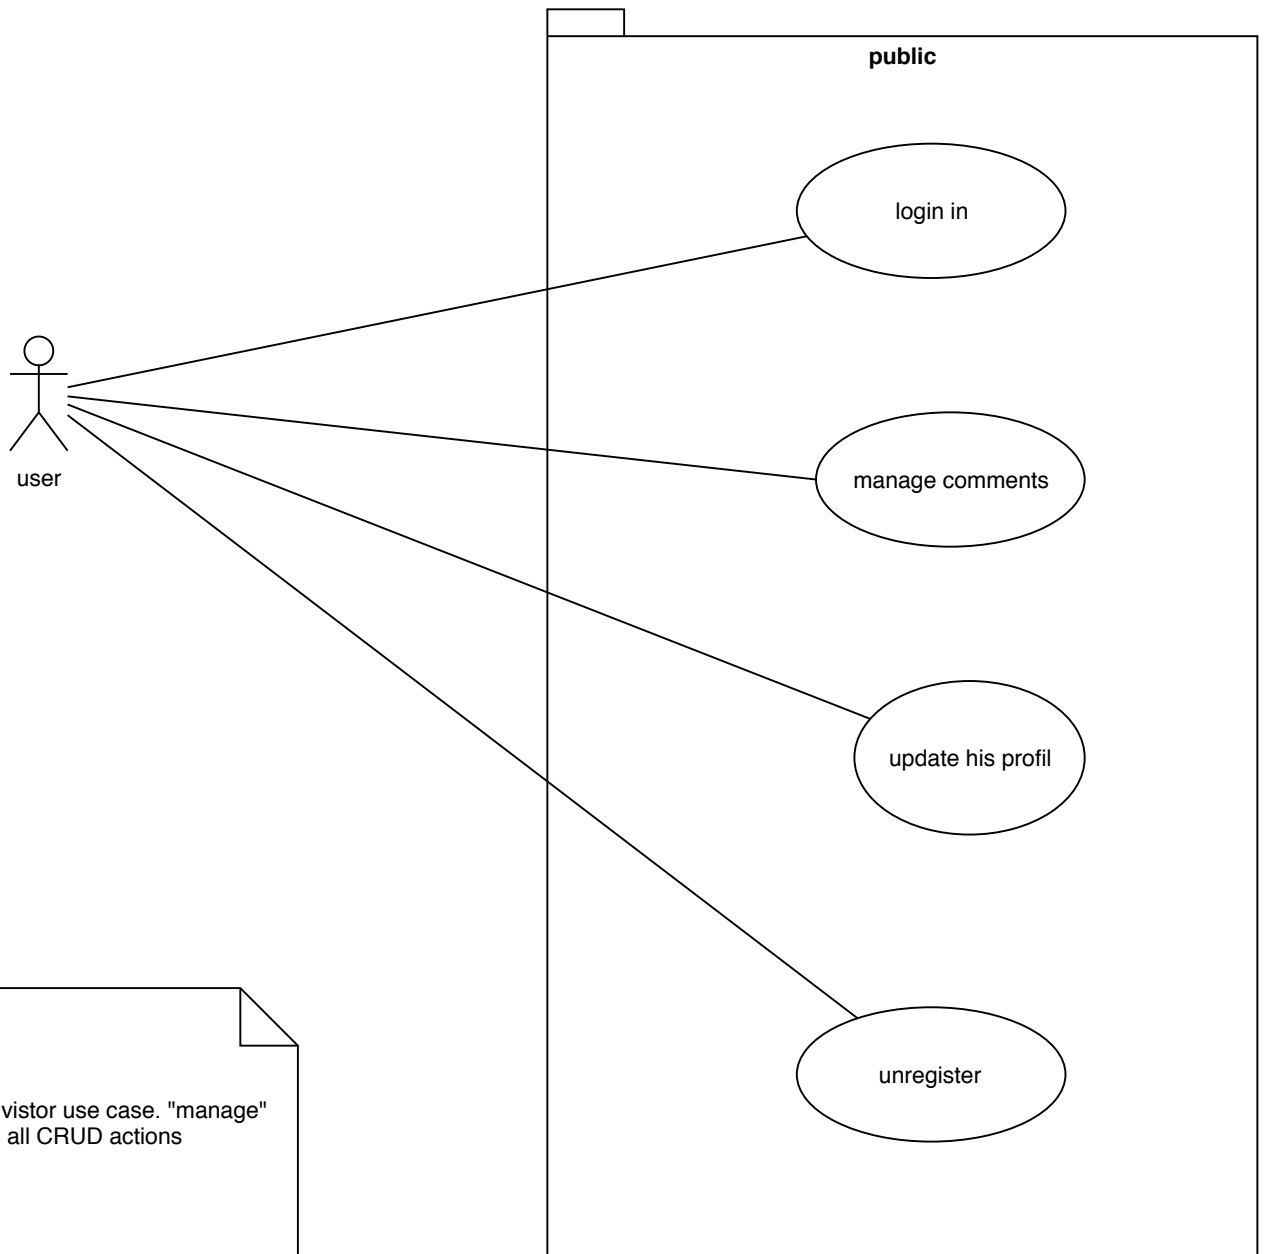 public
login in
user
manage comments
update his profil
unregister
vistor use case. "manage"
all CRUD actions